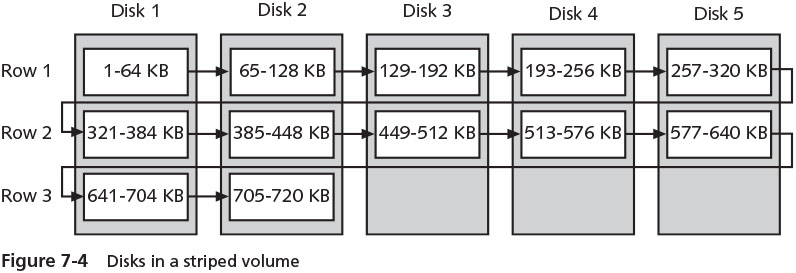 Disk 1 Disk 2 Disk 3 Disk 4 Disk 5
Row 1 1-64 KB 65-128 KB 129-192 KB 193-256 KB 257-320 KB
Row 2 321-384 KB 385-448 KB 449-512 KB 513-576 KB 577-640 KB
Row 3 641-704 KB 705-720 KB
Figure 7-4 Disks in a striped volume